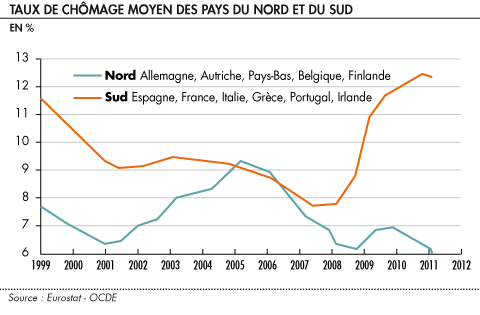 TAUX DE CHÔMAGE MOYEN DES PAYS DU NORD ET DU SUD
EN %
13
Nord Allemagne, Autriche, Pays-Bas, Belgique, Finlande
12
Sud Espagne, France, Italie, Grèce, Portugal, Irlande
11
10
9
8
7
6
1999 2000 2001 2002 2003 2004 2005 2006 2007 2008 2009 2010 2011 2012
Source : Eurostat - OCDE